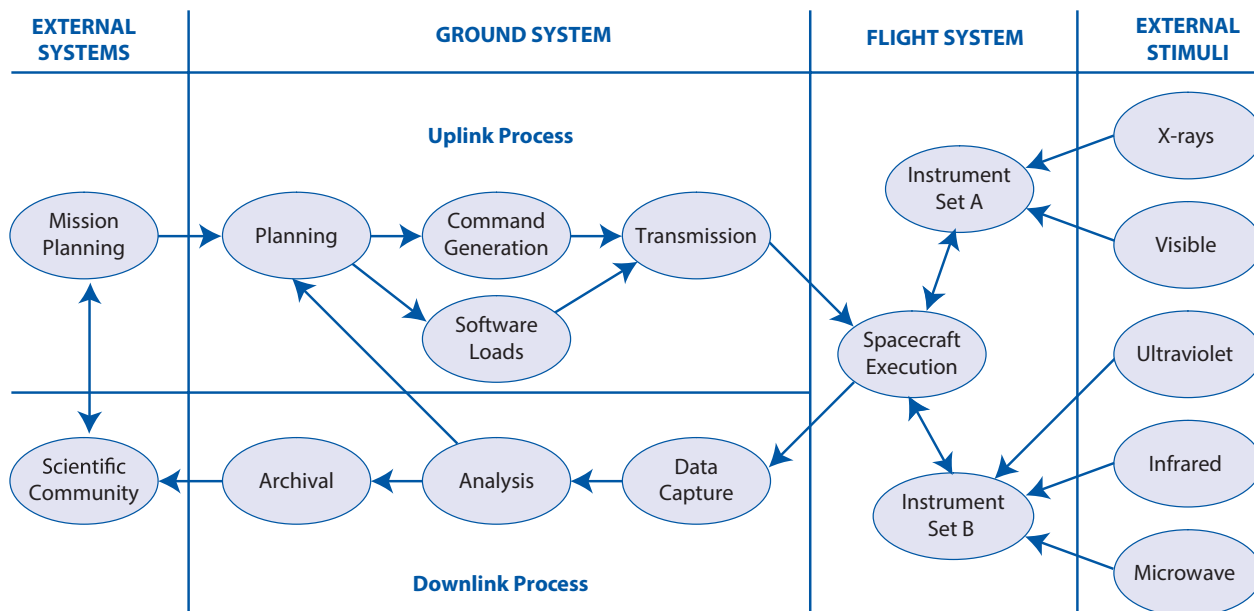 EXTERNAL
SYSTEMS
GROUND SYSTEM
FLIGHT SYSTEM
EXTERNAL
STIMULI
Uplink Process
Mission
Planning
Planning
Command
Generation
Software
Loads
Transmission
Scientific
Community
Archival
Analysis
Data
Capture
Downlink Process
Instrument
Set A
Spacecraft
Execution
Instrument
Set B
X-rays
Visible
Ultraviolet
Infrared
Microwave